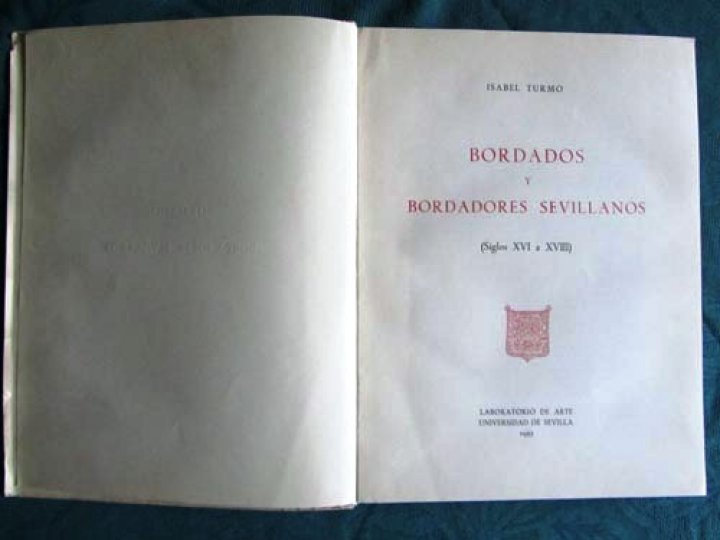 ISABEL TURMO
BORDADOS
Y
BORDADORES SEVILLANOS
(Siglos XVI a XVIII)
LABORATORIO DE ARTE
UNIVERSIDAD DE SEVILLA